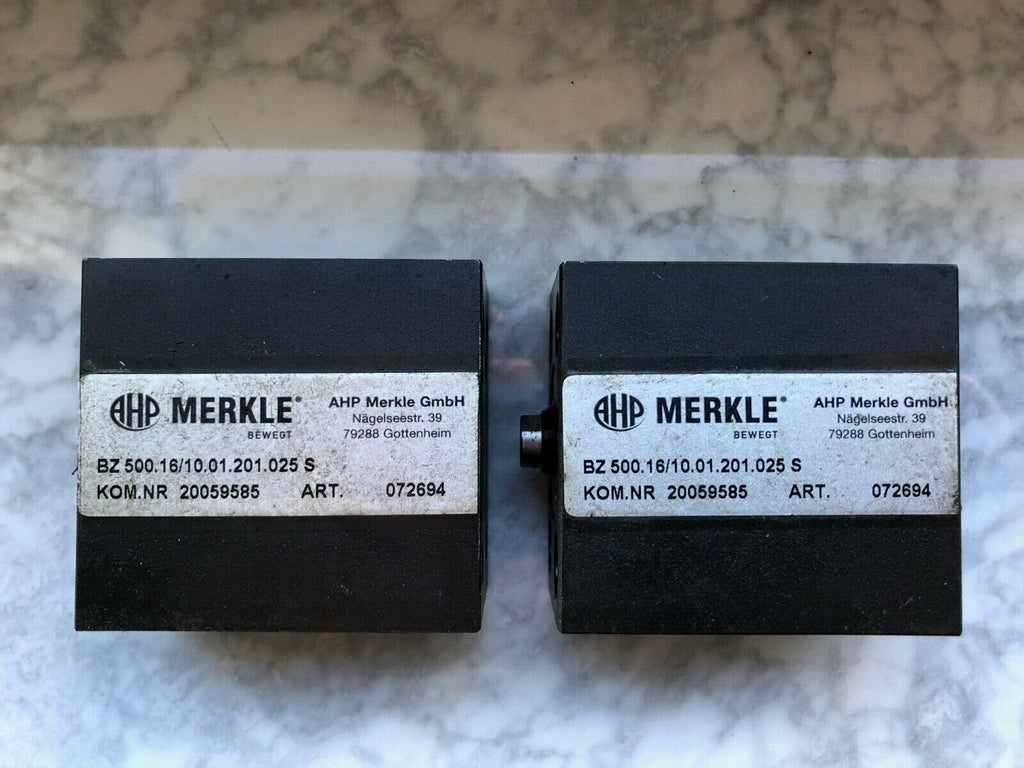 AHP MERKLE®
BEWEGT
AHP Merkle GmbH
Nägelseestr. 39
79288 Gottenheim
BZ 500.16/10.01.201.025 S
KOM.NR 20059585 ART. 072694
AHP MERKLE®
BEWEGT
AHP Merkle GmbH
Nägelseestr. 39
79288 Gottenheim
BZ 500.16/10.01.201.025 S
KOM.NR 20059585 ART. 072694